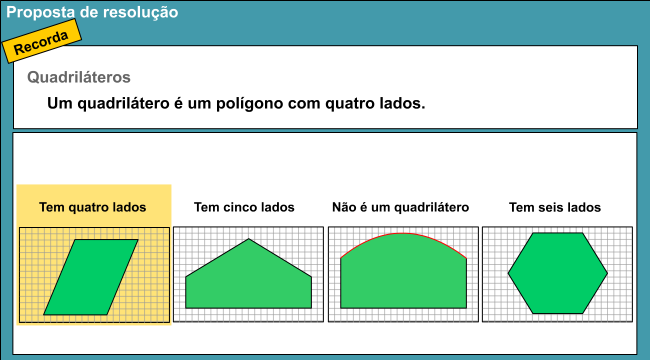 Proposta de resolução
Recorda
Quadriláteros
Um quadrilátero é um polígono com quatro lados.
Tem quatro lados
Tem cinco lados
Não é um quadrilátero
Tem seis lados